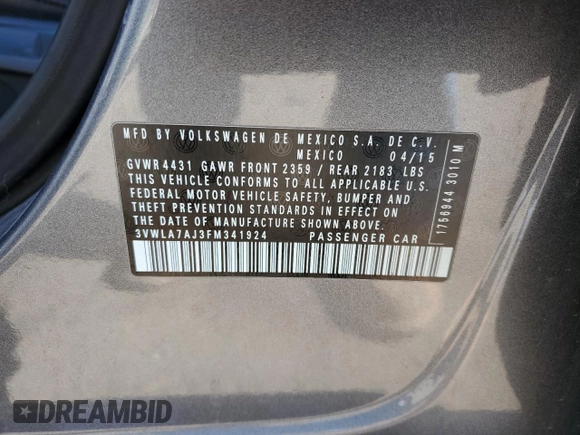 MFD BY VOLKSWAGEN DE MEXICO S.A. DE C.V.
MEXICO 04/15
GVWR 4431 GAWR FRONT 2359 / REAR 2183 LBS
THIS VEHICLE CONFORMS TO ALL APPLICABLE U.S.
FEDERAL MOTOR VEHICLE SAFETY, BUMPER AND
THEFT PREVENTION STANDARDS IN EFFECT ON
THE DATE OF MANUFACTURE SHOWN ABOVE.
3VWLA7AJ3FM341924 PASSENGER CAR
1756944 3010 M
DREAMBID